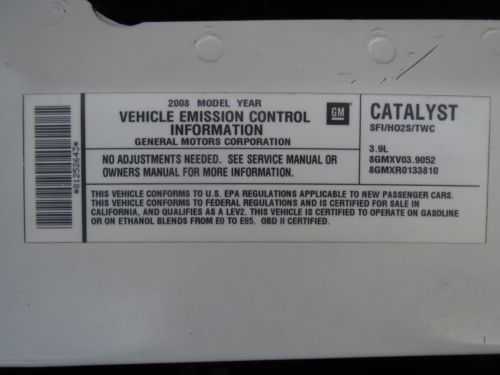 2008 MODEL YEAR
VEHICLE EMISSION CONTROL
INFORMATION
GENERAL MOTORS CORPORATION
GM
CATALYST
SFI/HO2S/TWC
3.9L
8GMXV03.9052
8GMXR0133810
NO ADJUSTMENTS NEEDED. SEE SERVICE MANUAL OR
OWNERS MANUAL FOR MORE INFORMATION.
THIS VEHICLE CONFORMS TO U.S. EPA REGULATIONS APPLICABLE TO NEW PASSENGER CARS.
THIS VEHICLE CONFORMS TO FEDERAL REGULATIONS AND IS CERTIFIED FOR SALE IN
CALIFORNIA, AND QUALIFIES AS A LEV2. THIS VEHICLE IS CERTIFIED TO OPERATE ON GASOLINE
OR ON ETHANOL BLENDS FROM E0 TO E85. OBD II CERTIFIED.
*81252643*